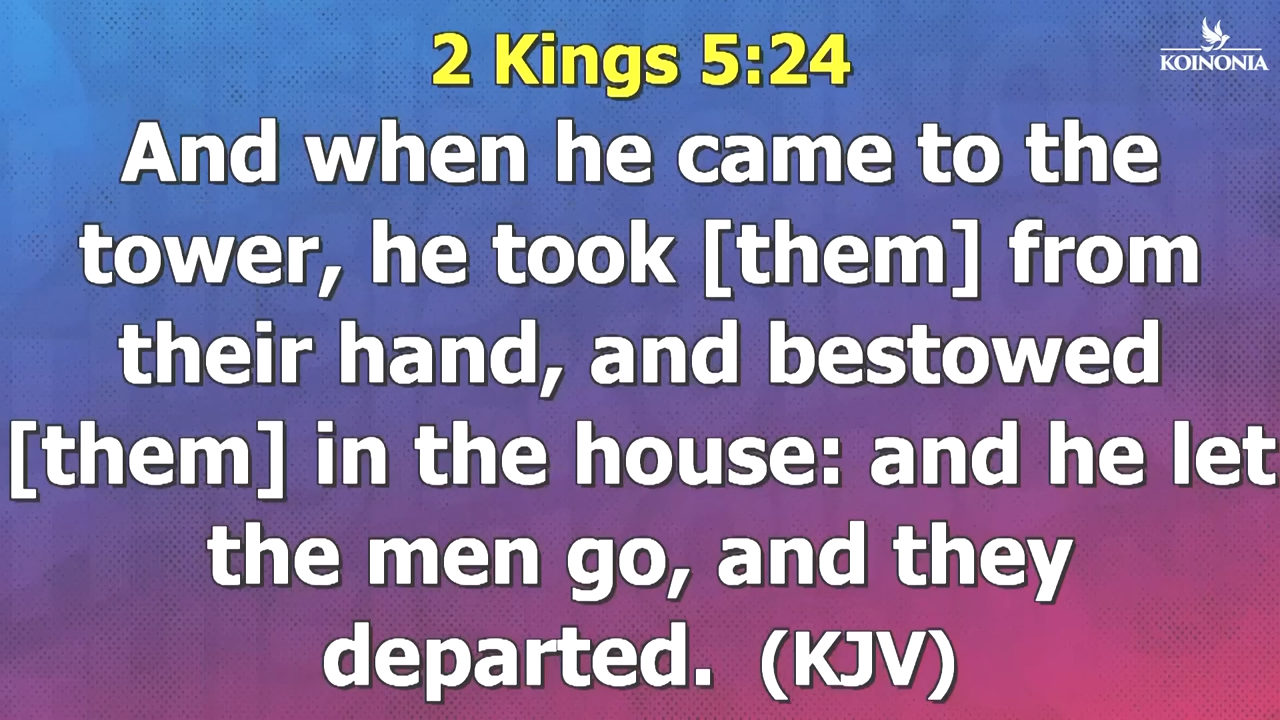 2 Kings 5:24
KOINONIA
And when he came to the
tower, he took [them] from
their hand, and bestowed
[them] in the house: and he let
the men go, and they
departed. (KJV)